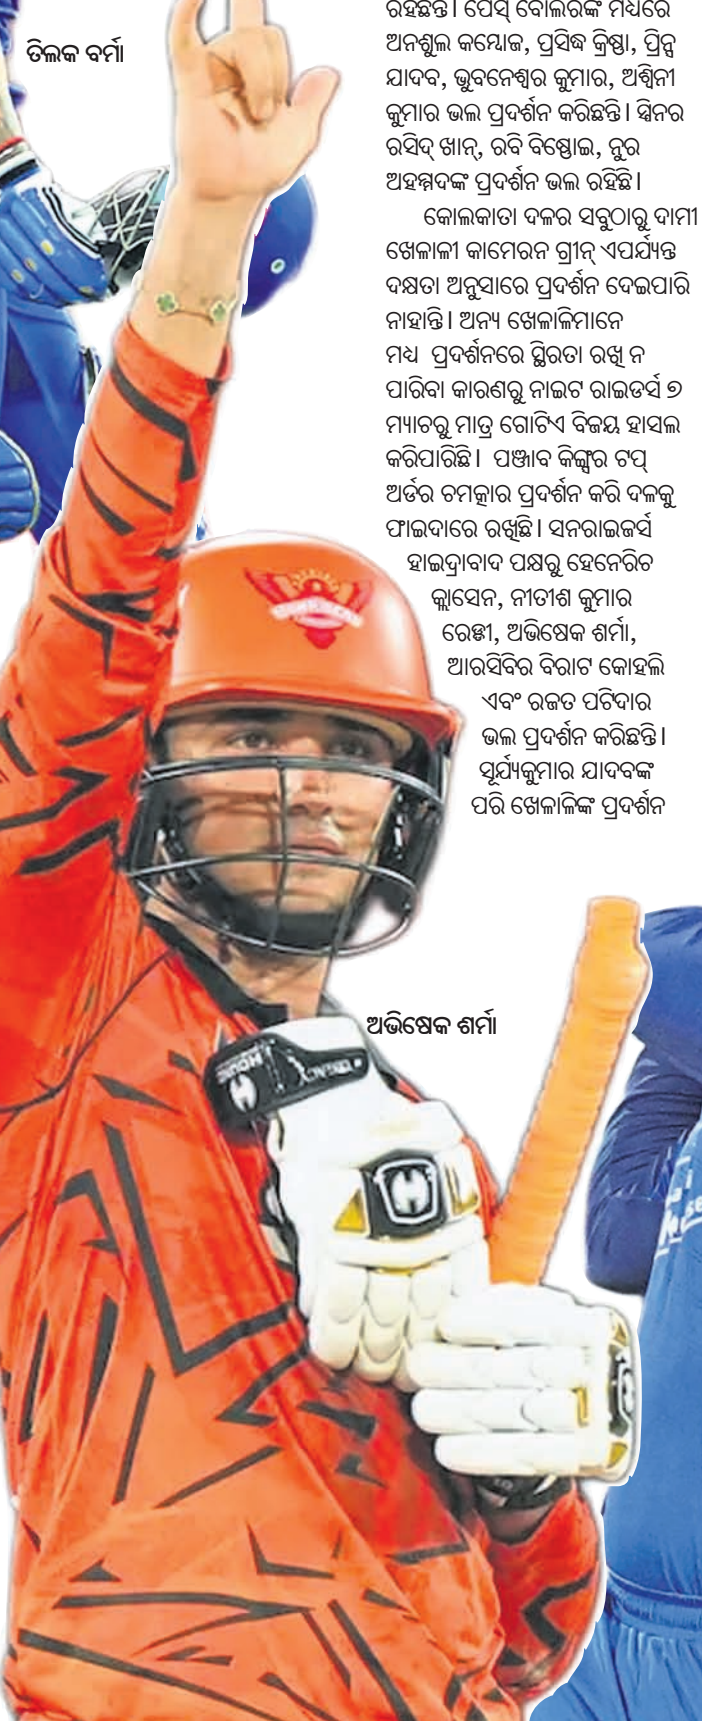 ତିଲକ ବର୍ମା
ରହିଛନ୍ତି। ପେସ୍ ବୋଲରଙ୍କ ମଧ୍ୟରେ
ଅନଶୁଲ କମ୍ବୋଜ, ପ୍ରସିଦ୍ଧ କ୍ରିଷ୍ଣା, ପ୍ରିନ୍ସ
ଯାଦବ, ଭୁବନେଶ୍ୱର କୁମାର, ଅଶ୍ୱିନୀ
କୁମାର ଭଲ ପ୍ରଦର୍ଶନ କରିଛନ୍ତି। ସ୍ପିନର
ରସିଦ୍ ଖାନ୍, ରବି ବିଷ୍ଣୋଇ, ନୁର
ଅହମ୍ମଦଙ୍କ ପ୍ରଦର୍ଶନ ଭଲ ରହିଛି।
କୋଲକାତା ଦଳର ସବୁଠାରୁ ଦାମୀ
ଖେଳାଳୀ କାମେରନ ଗ୍ରୀନ୍ ଏପର୍ଯ୍ୟନ୍ତ
ଦକ୍ଷତା ଅନୁସାରେ ପ୍ରଦର୍ଶନ ଦେଇପାରି
ନାହାନ୍ତି। ଅନ୍ୟ ଖେଳାଳିମାନେ
ମଧ୍ୟ ପ୍ରଦର୍ଶନରେ ସ୍ଥିରତା ରଖି ନ
ପାରିବା କାରଣରୁ ନାଇଟ ରାଇଡର୍ସ ୭
ମ୍ୟାଚରୁ ମାତ୍ର ଗୋଟିଏ ବିଜୟ ହାସଲ
କରିପାରିଛି। ପଞ୍ଜାବ କିଙ୍ଗ୍ସର ଟପ୍
ଅର୍ଡର ଚମତ୍କାର ପ୍ରଦର୍ଶନ କରି ଦଳକୁ
ଫାଇଦାରେ ରଖିଛି। ସନରାଇଜର୍ସ
ହାଇଦ୍ରାବାଦ ପକ୍ଷରୁ ହେନେରିଚ
କ୍ଲାସେନ, ନୀତୀଶ କୁମାର
ରେଡ୍ଡୀ, ଅଭିଷେକ ଶର୍ମା,
ଆରସିବିର ବିରାଟ କୋହଲି
ଏବଂ ରଜତ ପଟିଦାର
ଭଲ ପ୍ରଦର୍ଶନ କରିଛନ୍ତି।
ସୂର୍ଯ୍ୟକୁମାର ଯାଦବଙ୍କ
ପରି ଖେଳାଳିଙ୍କ ପ୍ରଦର୍ଶନ
ଅଭିଷେକ ଶର୍ମା